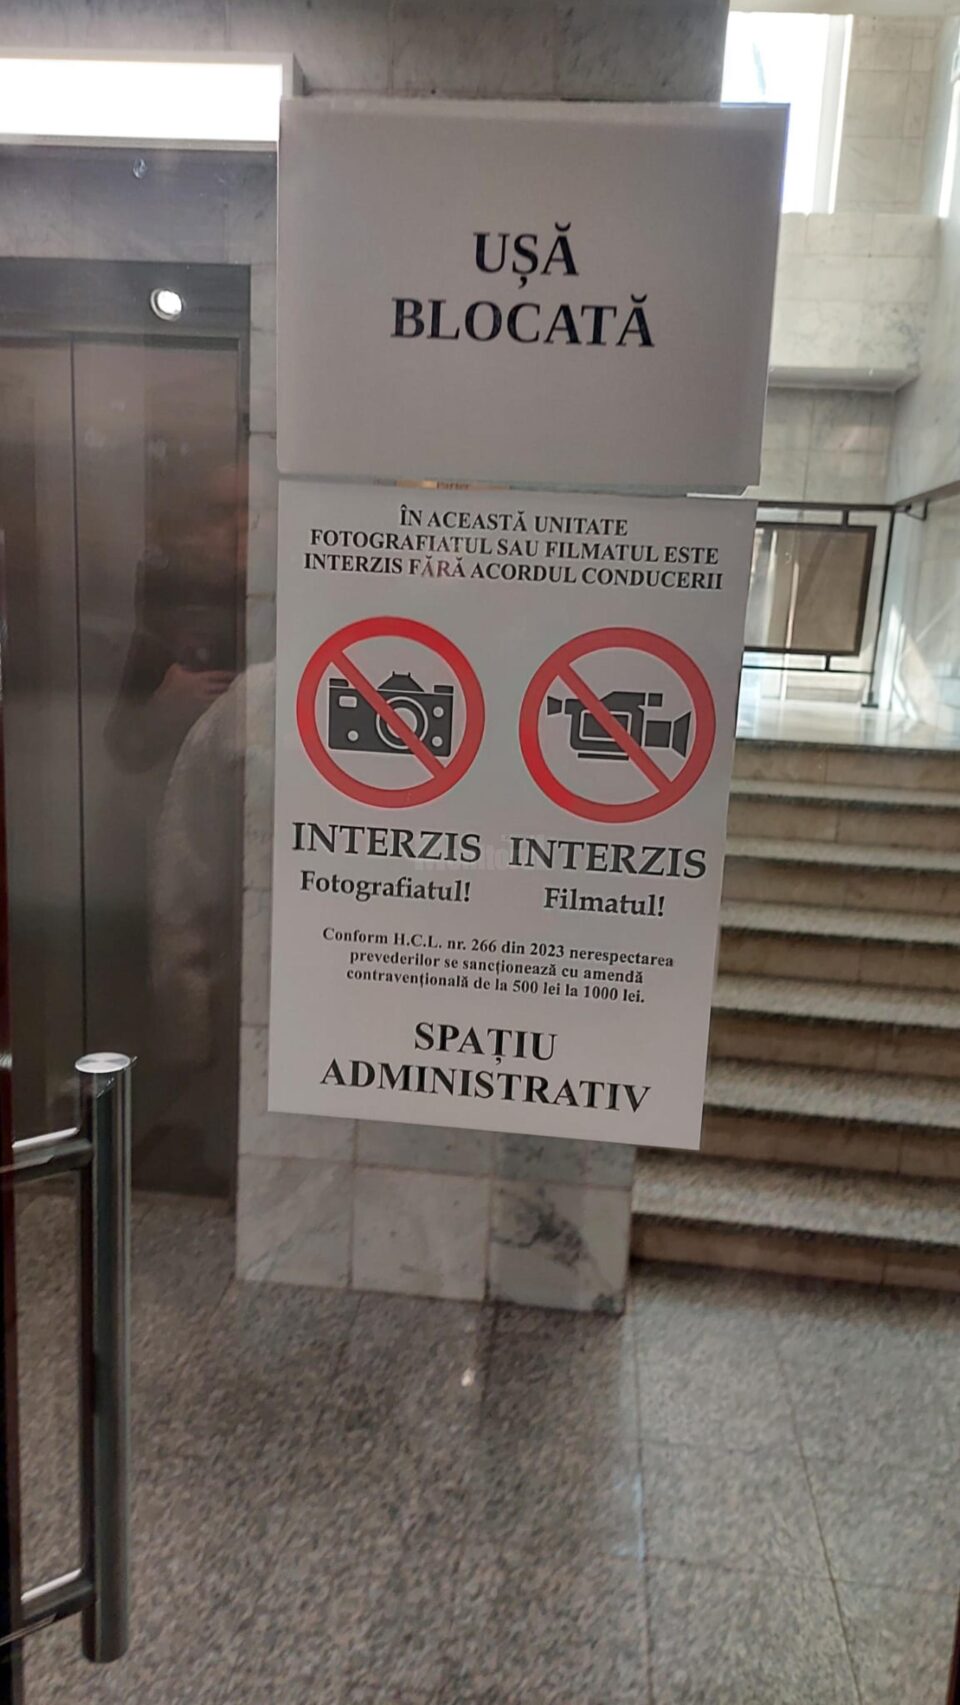 UȘĂ
BLOCATĂ
ÎN ACEASTĂ UNITATE
FOTOGRAFIATUL SAU FILMATUL ESTE
INTERZIS FĂRĂ ACORDUL CONDUCERII
INTERZIS INTERZIS
Fotografiatul! Filmatul!
Conform H.C.L. nr. 266 din 2023 nerespectarea
prevederilor se sancționează cu amendă
contravențională de la 500 lei la 1000 lei.
SPAȚIU
ADMINISTRATIV